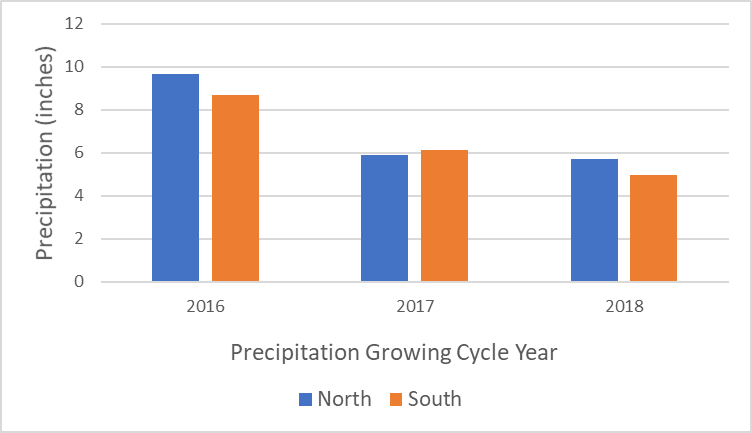 12
10
8
6
4
2
0
Precipitation (inches)
2016 2017 2018
Precipitation Growing Cycle Year
North South